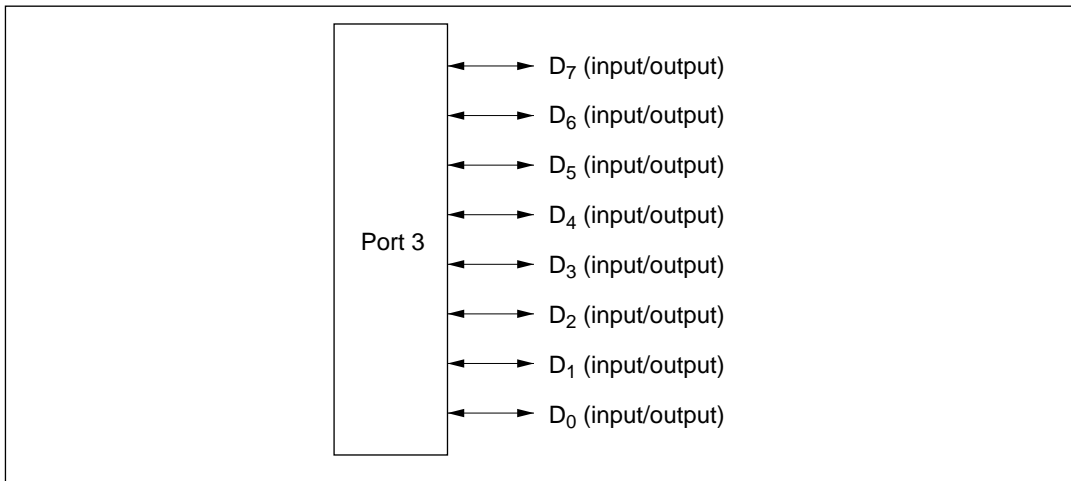 D₇ (input/output)
D₆ (input/output)
D₅ (input/output)
D₄ (input/output)
Port 3
D₃ (input/output)
D₂ (input/output)
D₁ (input/output)
D₀ (input/output)